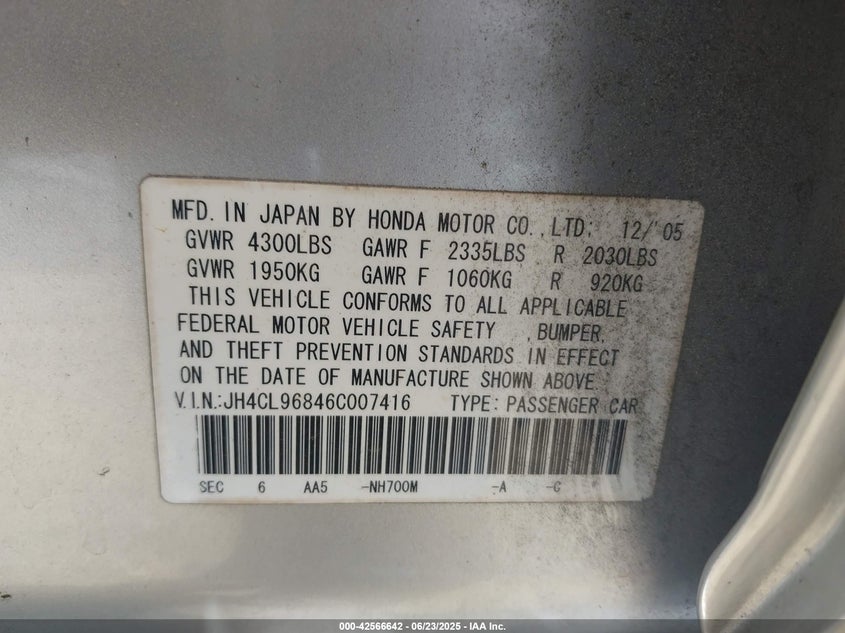 MFD. IN JAPAN BY HONDA MOTOR CO., LTD. 12/'05
GVWR 4300LBS GAWR F 2335LBS R 2030LBS
GVWR 1950KG GAWR F 1060KG R 920KG
THIS VEHICLE CONFORMS TO ALL APPLICABLE
FEDERAL MOTOR VEHICLE SAFETY , BUMPER,
AND THEFT PREVENTION STANDARDS IN EFFECT
ON THE DATE OF MANUFACTURE SHOWN ABOVE
V.I.N.:JH4CL96846C007416 TYPE: PASSENGER CAR
SEC 6 AA5 -NH700M -A -C
000-42566642 - 06/23/2025 - IAA Inc.